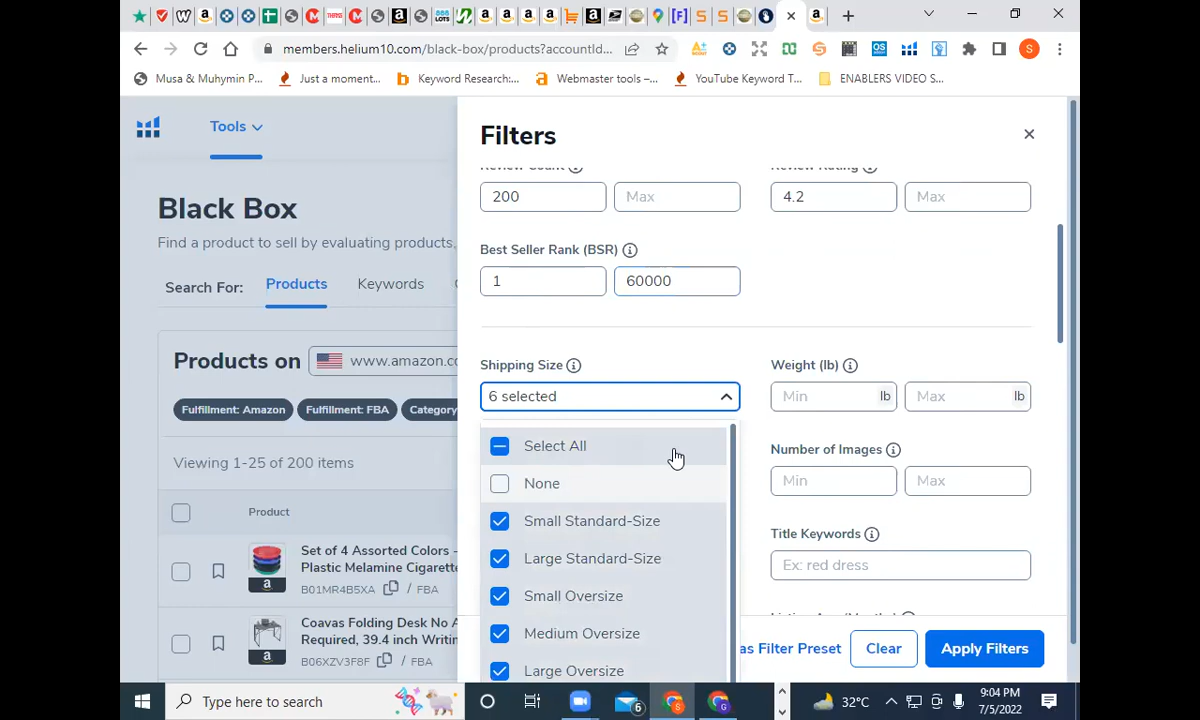 members.helium10.com/black-box/products?accountId...
Musa & Muhymin P...
Just a moment...
Keyword Research:...
Webmaster tools –...
YouTube Keyword T...
ENABLERS VIDEO S...
Tools
Black Box
Find a product to sell by evaluating products,
Search For:
Products
Keywords
Products on
www.amazon.co
Fulfillment: Amazon
Fulfillment: FBA
Category
Viewing 1-25 of 200 items
Product
Set of 4 Assorted Colors -
Plastic Melamine Cigarette
B01MR4B5XA / FBA
Coavas Folding Desk No A
Required, 39.4 inch Writin
B06XZV3F8F / FBA
Filters
Review Count
Review Rating
200
Max
4.2
Max
Best Seller Rank (BSR)
1
60000
Shipping Size
6 selected
Select All
None
Small Standard-Size
Large Standard-Size
Small Oversize
Medium Oversize
Large Oversize
Weight (lb)
Min lb
Max lb
Number of Images
Min
Max
Title Keywords
Ex: red dress
as Filter Preset
Clear
Apply Filters
Type here to search
6
32°C
9:04 PM
7/5/2022